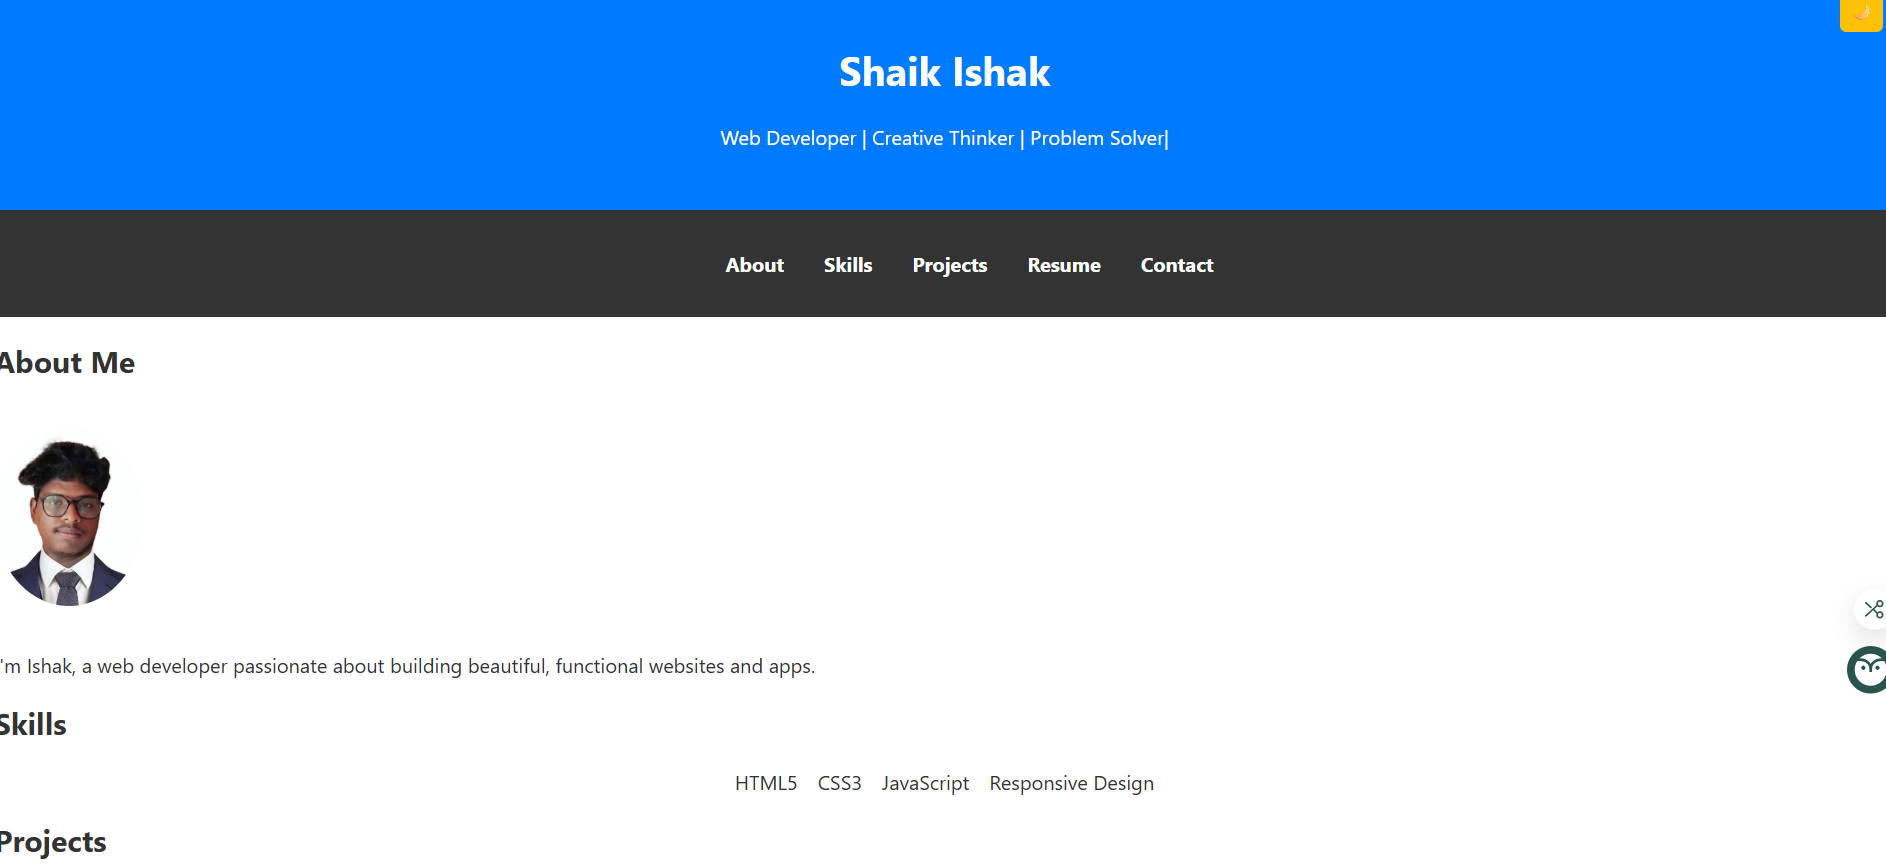 Shaik Ishak
Web Developer | Creative Thinker | Problem Solver|
About Skills Projects Resume Contact
About Me
'm Ishak, a web developer passionate about building beautiful, functional websites and apps.
Skills
HTML5 CSS3 JavaScript Responsive Design
Projects